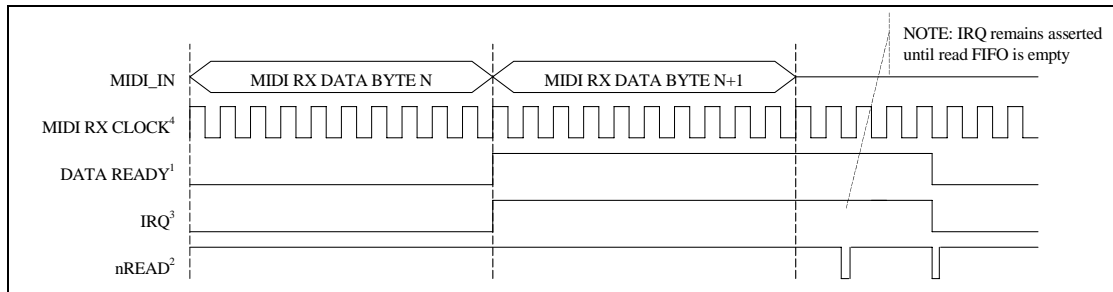 NOTE: IRQ remains asserted
until read FIFO is empty
MIDI_IN
MIDI RX DATA BYTE N
MIDI RX DATA BYTE N+1
MIDI RX CLOCK⁴
DATA READY¹
IRQ³
nREAD²